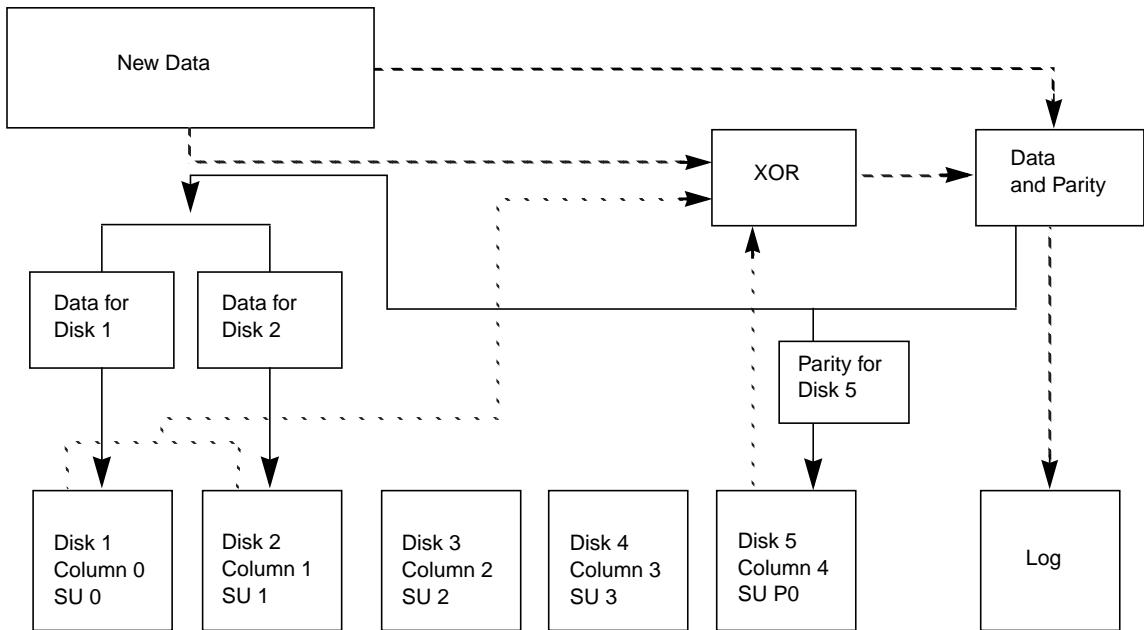 New Data
XOR
Data
and Parity
Data for
Disk 1
Data for
Disk 2
Parity for
Disk 5
Disk 1
Column 0
SU 0
Disk 2
Column 1
SU 1
Disk 3
Column 2
SU 2
Disk 4
Column 3
SU 3
Disk 5
Column 4
SU P0
Log